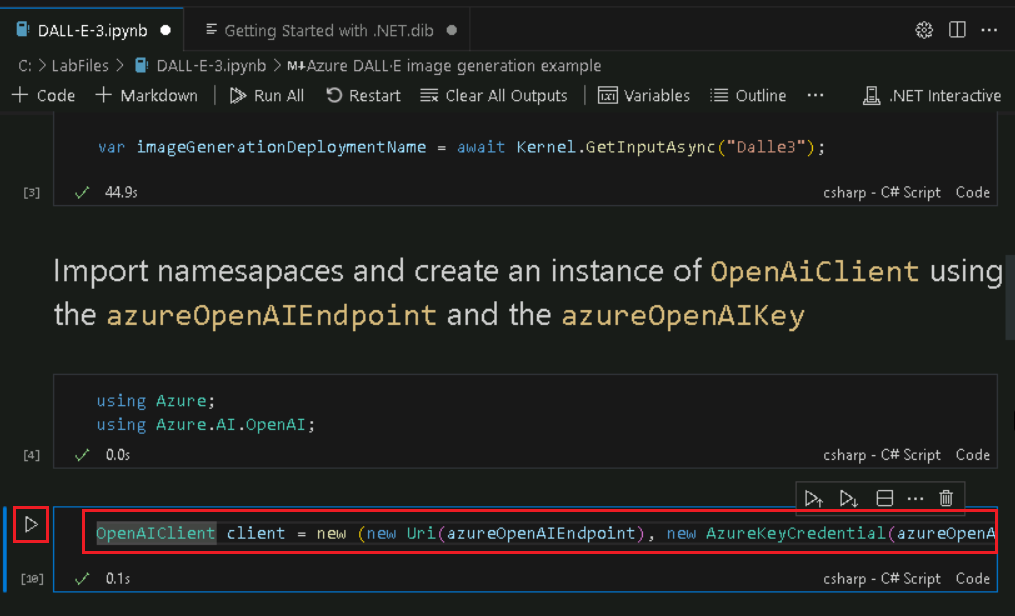 DALL-E-3.ipynb Getting Started with .NET.dib
C: > LabFiles > DALL-E-3.ipynb > M↓Azure DALL·E image generation example
+ Code + Markdown | Run All Restart Clear All Outputs | Variables Outline ··· .NET Interactive
var imageGenerationDeploymentName = await Kernel.GetInputAsync("Dalle3");
[3] ✓ 44.9s csharp - C# Script Code
Import namesapaces and create an instance of OpenAiClient using
the azureOpenAIEndpoint and the azureOpenAIKey
using Azure;
using Azure.AI.OpenAI;
[4] ✓ 0.0s csharp - C# Script Code
OpenAIClient client = new (new Uri(azureOpenAIEndpoint), new AzureKeyCredential(azureOpenA
[10] ✓ 0.1s csharp - C# Script Code